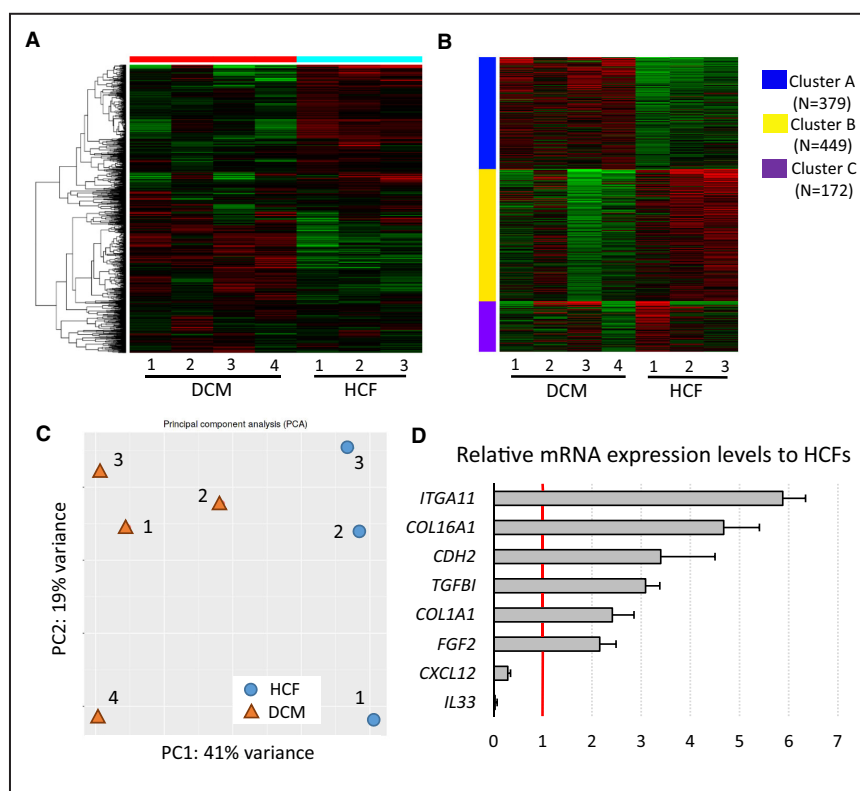 A
1 2 3 4 1 2 3
DCM HCF
B
Cluster A
(N=379)
Cluster B
(N=449)
Cluster C
(N=172)
1 2 3 4 1 2 3
DCM HCF
C
Principal component analysis (PCA)
3
3
2
1
2
4
1
HCF
DCM
PC2: 19% variance
PC1: 41% variance
D
Relative mRNA expression levels to HCFs
ITGA11
COL16A1
CDH2
TGFBI
COL1A1
FGF2
CXCL12
IL33
0 1 2 3 4 5 6 7